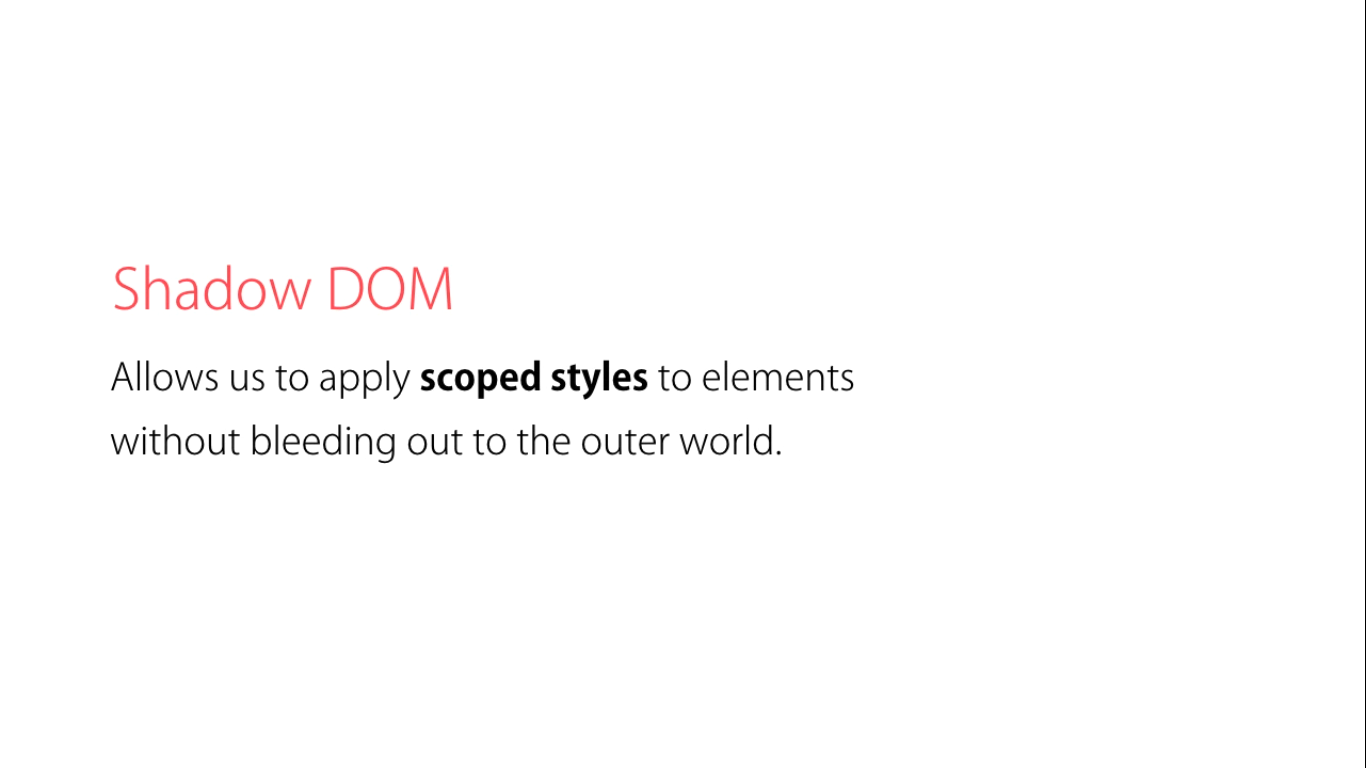 Shadow DOM
Allows us to apply scoped styles to elements
without bleeding out to the outer world.